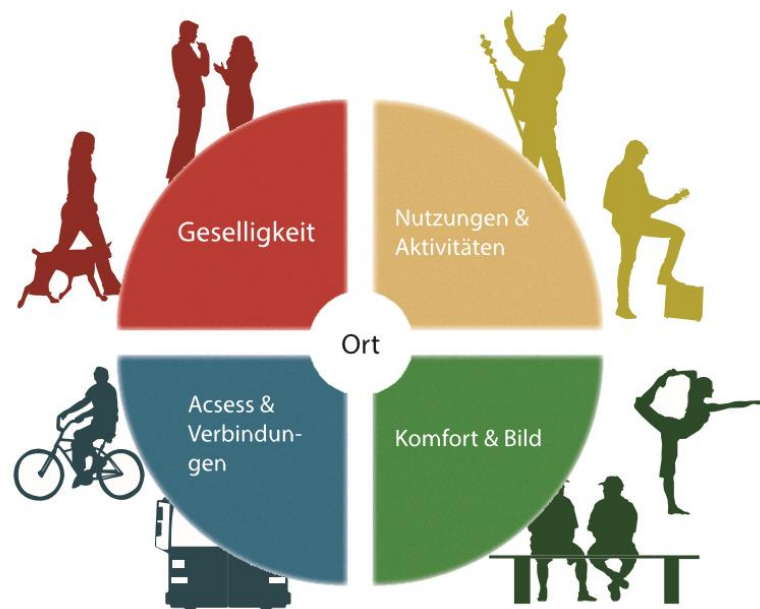 Geselligkeit
Nutzungen &
Aktivitäten
Ort
Acsess &
Verbindun-
gen
Komfort & Bild